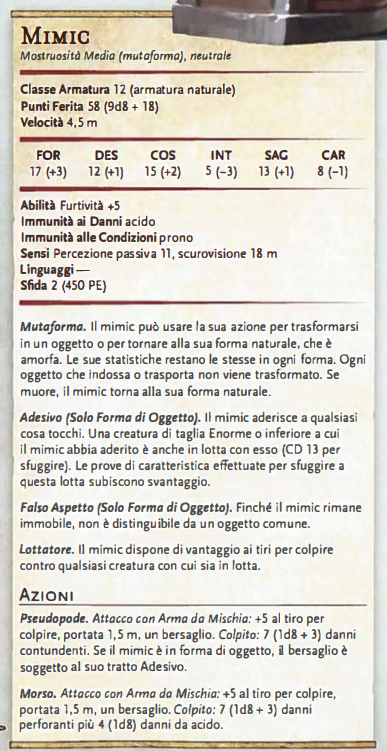 MIMIC
Mostruosità Media (mutaforma), neutrale
Classe Armatura 12 (armatura naturale)
Punti Ferita 58 (9d8 + 18)
Velocità 4,5 m
FOR DES COS INT SAG CAR
17 (+3) 12 (+1) 15 (+2) 5 (−3) 13 (+1) 8 (−1)
Abilità Furtività +5
Immunità ai Danni acido
Immunità alle Condizioni prono
Sensi Percezione passiva 11, scurovisione 18 m
Linguaggi —
Sfida 2 (450 PE)
Mutaforma. Il mimic può usare la sua azione per trasformarsi
in un oggetto o per tornare alla sua forma naturale, che è
amorfa. Le sue statistiche restano le stesse in ogni forma. Ogni
oggetto che indossa o trasporta non viene trasformato. Se
muore, il mimic torna alla sua forma naturale.
Adesivo (Solo Forma di Oggetto). Il mimic aderisce a qualsiasi
cosa tocchi. Una creatura di taglia Enorme o inferiore a cui
il mimic abbia aderito è anche in lotta con esso (CD 13 per
sfuggire). Le prove di caratteristica effettuate per sfuggire a
questa lotta subiscono svantaggio.
Falso Aspetto (Solo Forma di Oggetto). Finché il mimic rimane
immobile, non è distinguibile da un oggetto comune.
Lottatore. Il mimic dispone di vantaggio ai tiri per colpire
contro qualsiasi creatura con cui sia in lotta.
AZIONI
Pseudopode. Attacco con Arma da Mischia: +5 al tiro per
colpire, portata 1,5 m, un bersaglio. Colpito: 7 (1d8 + 3) danni
contundenti. Se il mimic è in forma di oggetto, il bersaglio è
soggetto al suo tratto Adesivo.
Morso. Attacco con Arma da Mischia: +5 al tiro per colpire,
portata 1,5 m, un bersaglio. Colpito: 7 (1d8 + 3) danni
perforanti più 4 (1d8) danni da acido.